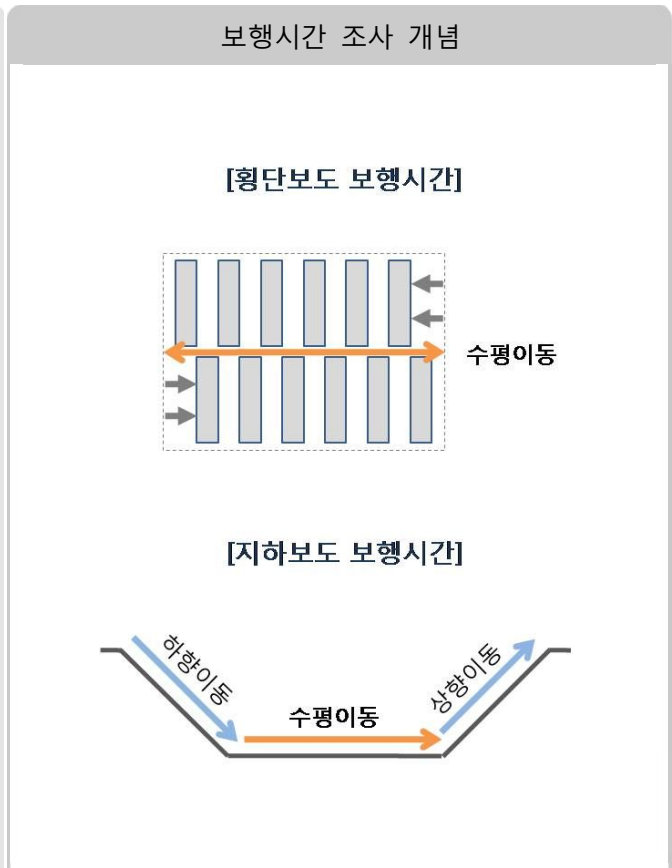 보행시간 조사 개념
[횡단보도 보행시간]
수평이동
[지하보도 보행시간]
하향이동
수평이동
상향이동